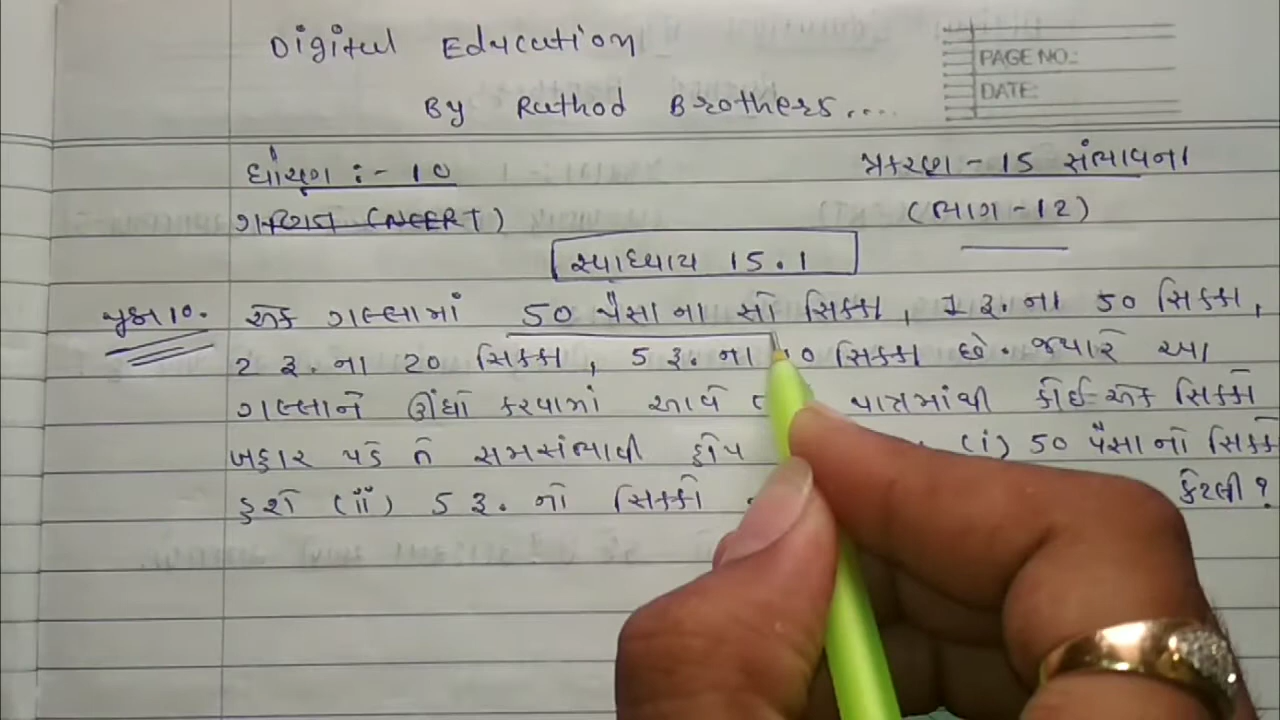 Digital Education
By Rathod Brothers....
PAGE NO.:
DATE:
ધોરણ :- 10
પ્રકરણ - 15 સંભાવના
ગણિત (NCERT)
(ભાગ-12)
સ્વાધ્યાય 15.1
પ્રશ્ન 10. એક ગલ્લામાં 50 પૈસા ના સો સિક્કા, 1 રૂ. ના 50 સિક્કા,
2 રૂ. ના 20 સિક્કા, 5 રૂ. ના 0 સિક્કા છે. જ્યારે આ
ગલ્લાને ઊંધો કરવામાં આવે પાત્રમાંથી કોઈ એક સિક્કો
બહાર પડે તે સમસંભાવી હોય (i) 50 પૈસા નો સિક્કો
હશે (ii) 5 રૂ. નો સિક્કો કેટલી ?